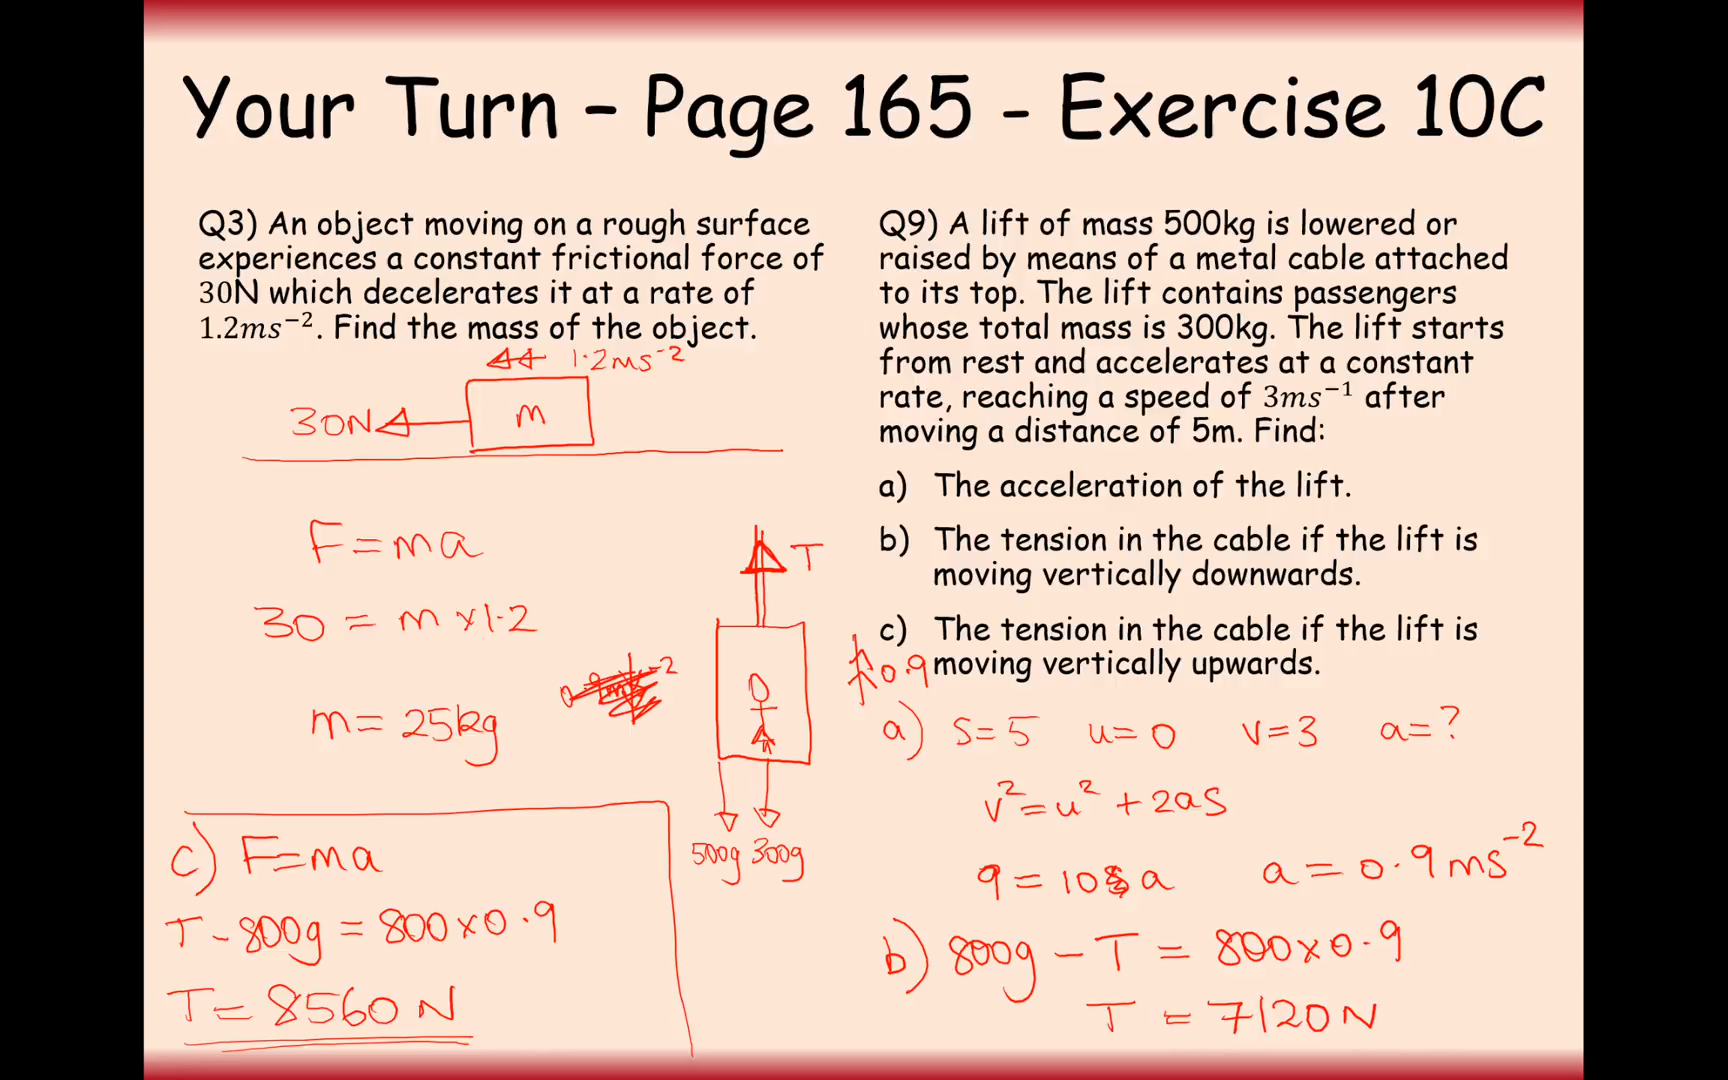 Your Turn – Page 165 - Exercise 10C
Q3) An object moving on a rough surface
experiences a constant frictional force of
30N which decelerates it at a rate of
1.2ms⁻². Find the mass of the object.
1.2ms⁻²
30N
m
F=ma
30 = m×1.2
m = 25kg
T
500g 300g
c) F=ma
T - 800g = 800×0.9
T = 8560 N
Q9) A lift of mass 500kg is lowered or
raised by means of a metal cable attached
to its top. The lift contains passengers
whose total mass is 300kg. The lift starts
from rest and accelerates at a constant
rate, reaching a speed of 3ms⁻¹ after
moving a distance of 5m. Find:
a) The acceleration of the lift.
b) The tension in the cable if the lift is
moving vertically downwards.
c) The tension in the cable if the lift is
moving vertically upwards.
0.9
a) s=5 u=0 v=3 a=?
v²=u²+2as
9 = 10 a a = 0.9ms⁻²
b) 800g - T = 800×0.9
T = 7120N